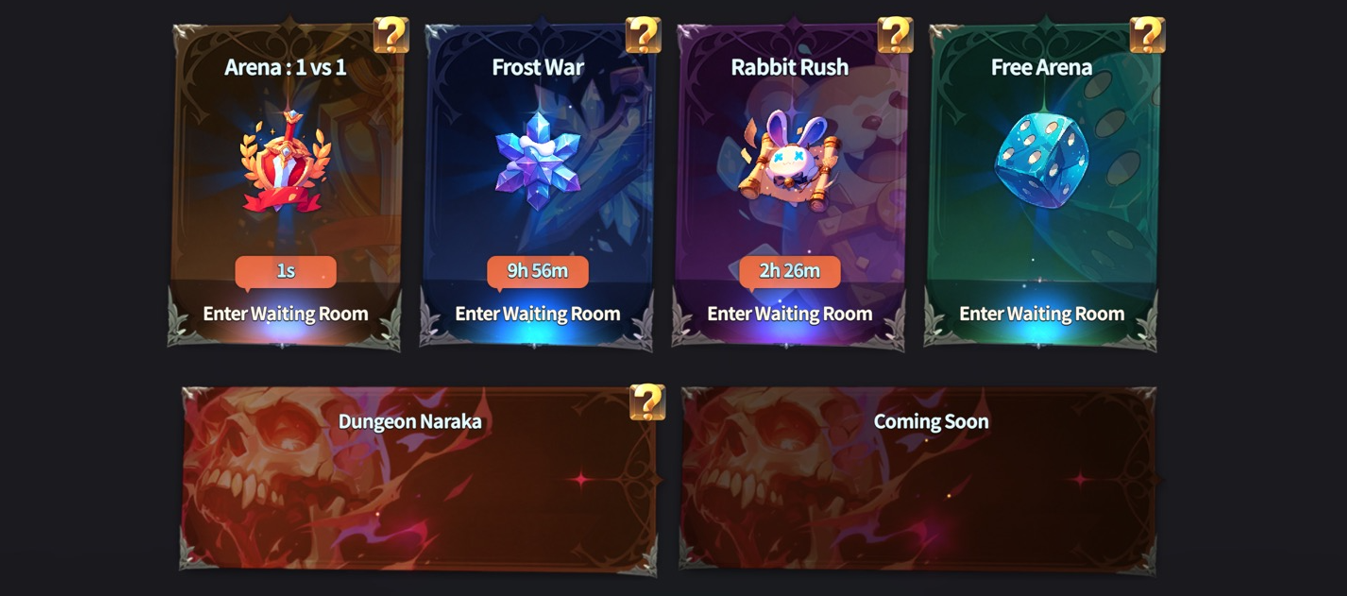 ?
?
?
?
Arena : 1 vs 1
Frost War
Rabbit Rush
Free Arena
1s
9h 56m
2h 26m
Enter Waiting Room
Enter Waiting Room
Enter Waiting Room
Enter Waiting Room
?
Dungeon Naraka
Coming Soon